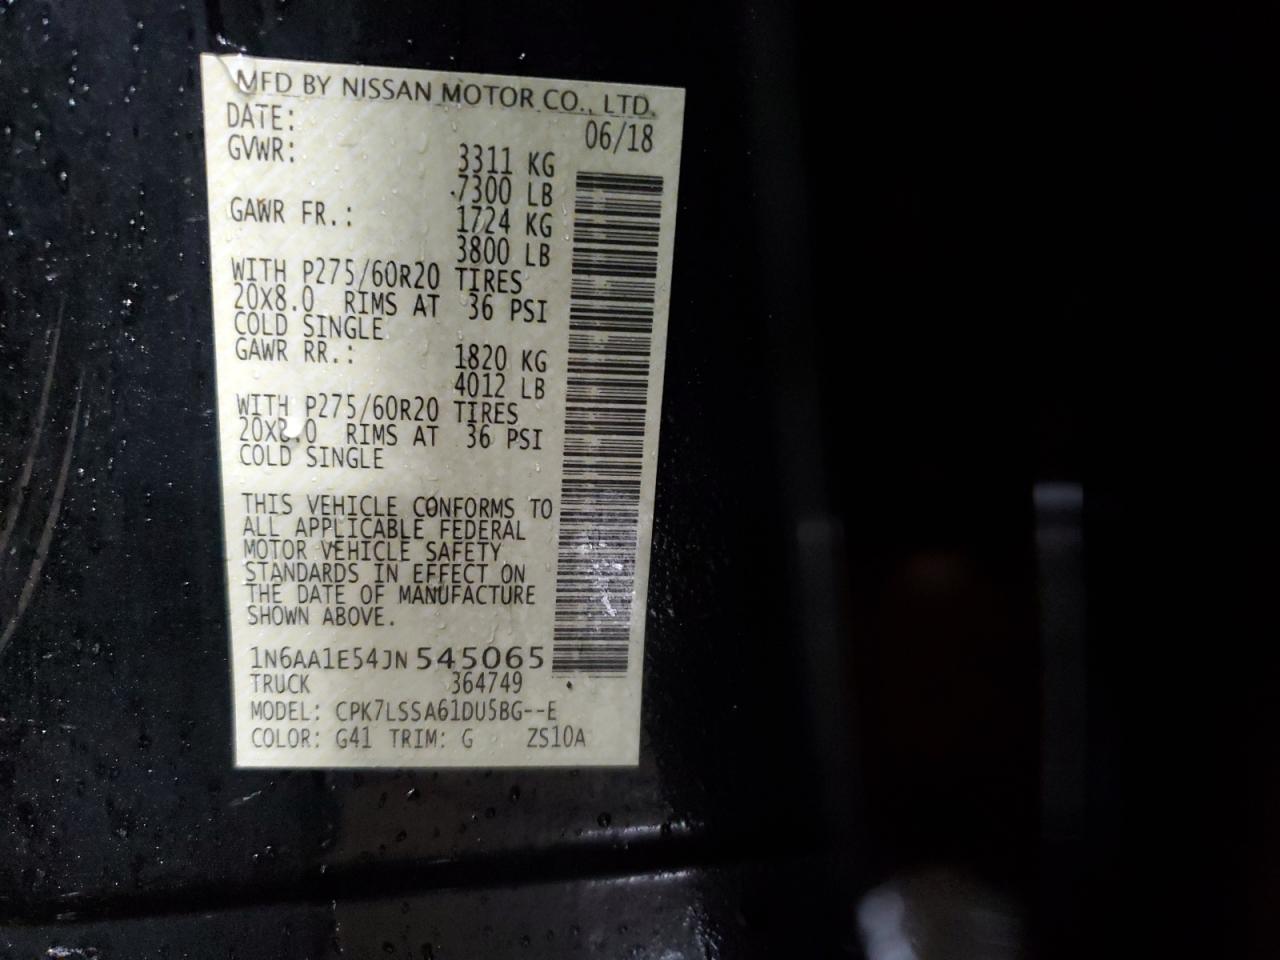 MFD BY NISSAN MOTOR CO., LTD.
DATE: 06/18
GVWR: 3311 KG
7300 LB
GAWR FR.: 1724 KG
3800 LB
WITH P275/60R20 TIRES
20X8.0 RIMS AT 36 PSI
COLD SINGLE
GAWR RR.: 1820 KG
4012 LB
WITH P275/60R20 TIRES
20X8.0 RIMS AT 36 PSI
COLD SINGLE
THIS VEHICLE CONFORMS TO
ALL APPLICABLE FEDERAL
MOTOR VEHICLE SAFETY
STANDARDS IN EFFECT ON
THE DATE OF MANUFACTURE
SHOWN ABOVE.
1N6AA1E54JN545065
TRUCK 364749
MODEL: CPK7LSSA61DU5BG--E
COLOR: G41 TRIM: G ZS10A